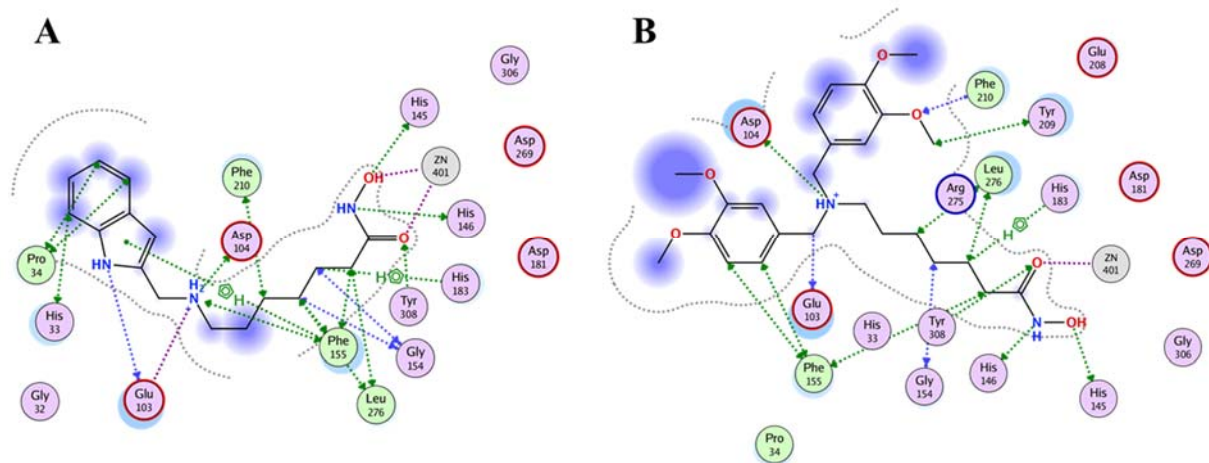 A
Gly
306
His
145
Asp
269
ZN
401
OH
HN
Phe
210
His
146
Asp
104
O
Asp
181
Pro
34
HN
H
His
183
H2
N
H
His
33
Tyr
308
Phe
155
Gly
154
Gly
32
Glu
103
Leu
276
B
O
Glu
208
Phe
210
O
Tyr
209
Asp
104
Leu
276
Arg
275
His
183
Asp
181
HN+
O
H
O
O
ZN
401
Asp
269
Glu
103
His
33
Tyr
308
N
H
OH
Gly
306
Phe
155
Gly
154
His
146
His
145
Pro
34